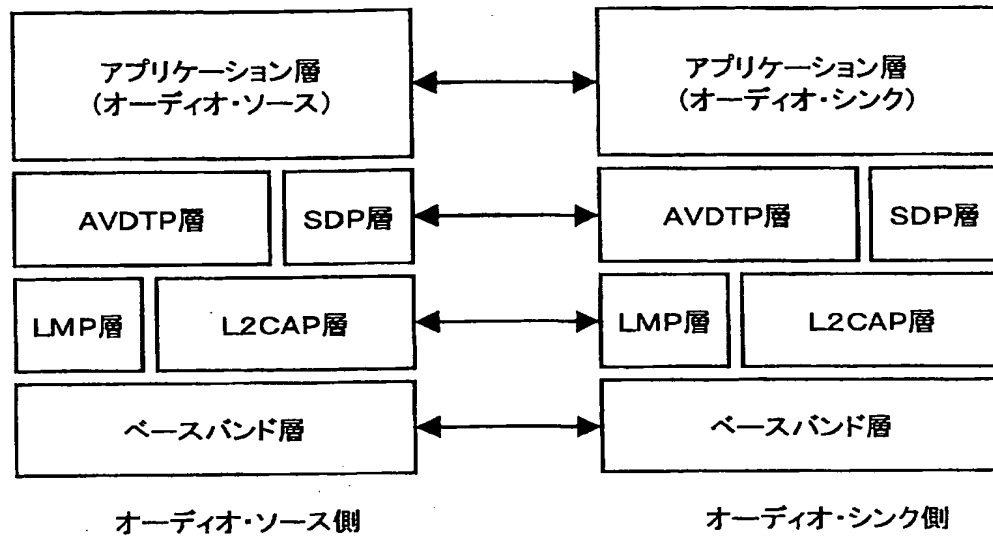 アプリケーション層
(オーディオ・ソース)
アプリケーション層
(オーディオ・シンク)
AVDTP層
SDP層
AVDTP層
SDP層
LMP層
L2CAP層
LMP層
L2CAP層
ベースバンド層
ベースバンド層
オーディオ・ソース側
オーディオ・シンク側